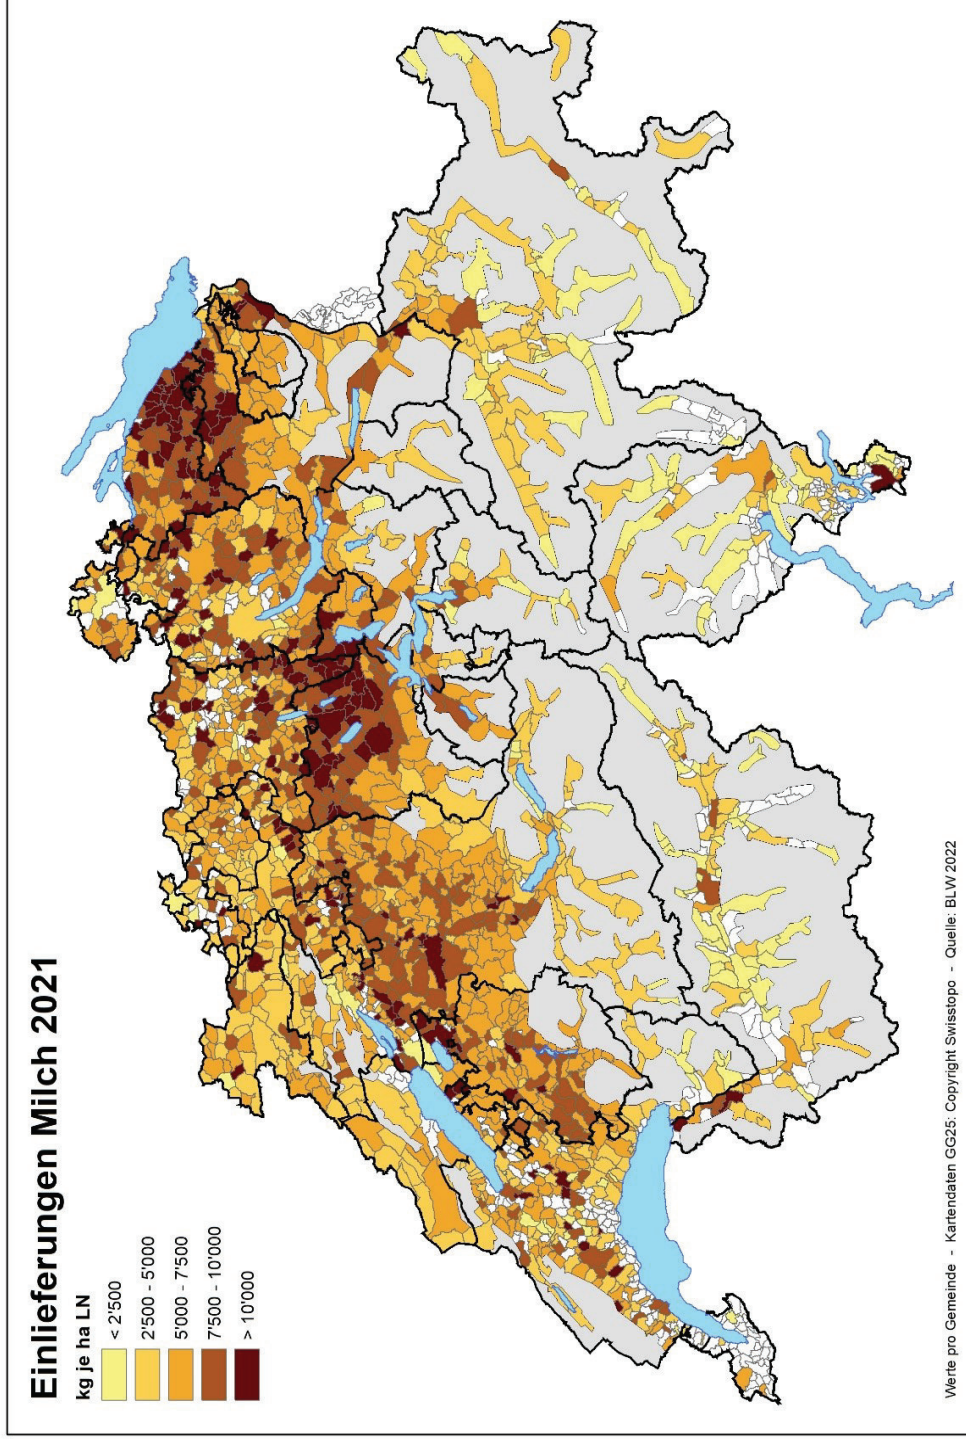 Einlieferungen Milch 2021
kg je ha LN
< 2'500
2'500 - 5'000
5'000 - 7'500
7'500 - 10'000
> 10'000
Werte pro Gemeinde - Kartendaten GG25: Copyright Swisstopo - Quelle: BLW 2022